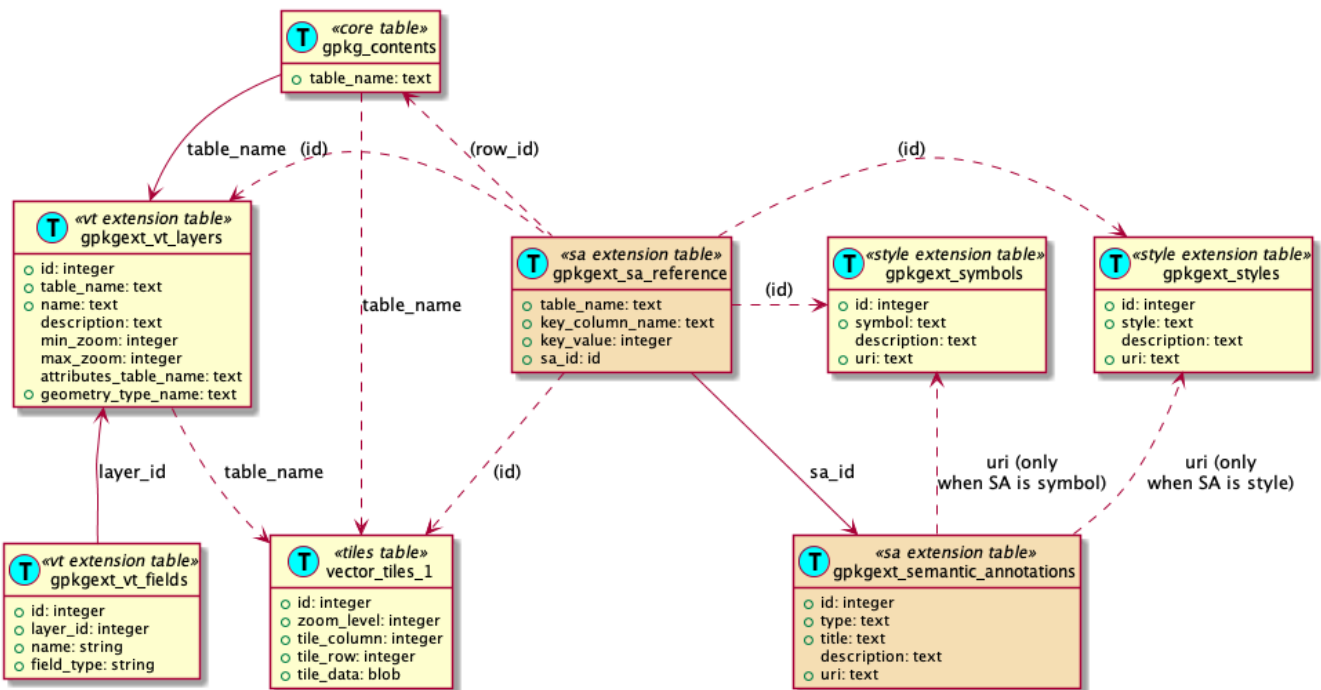 T
«core table»
gpkg_contents
table_name: text
table_name
(id)
(row_id)
(id)
T
«vt extension table»
gpkgext_vt_layers
id: integer
table_name: text
name: text
description: text
min_zoom: integer
max_zoom: integer
attributes_table_name: text
geometry_type_name: text
table_name
T
«sa extension table»
gpkgext_sa_reference
table_name: text
key_column_name: text
key_value: integer
sa_id: id
(id)
T
«style extension table»
gpkgext_symbols
id: integer
symbol: text
description: text
uri: text
T
«style extension table»
gpkgext_styles
id: integer
style: text
description: text
uri: text
layer_id
table_name
(id)
sa_id
uri (only
when SA is symbol)
uri (only
when SA is style)
T
«vt extension table»
gpkgext_vt_fields
id: integer
layer_id: integer
name: string
field_type: string
T
«tiles table»
vector_tiles_1
id: integer
zoom_level: integer
tile_column: integer
tile_row: integer
tile_data: blob
T
«sa extension table»
gpkgext_semantic_annotations
id: integer
type: text
title: text
description: text
uri: text